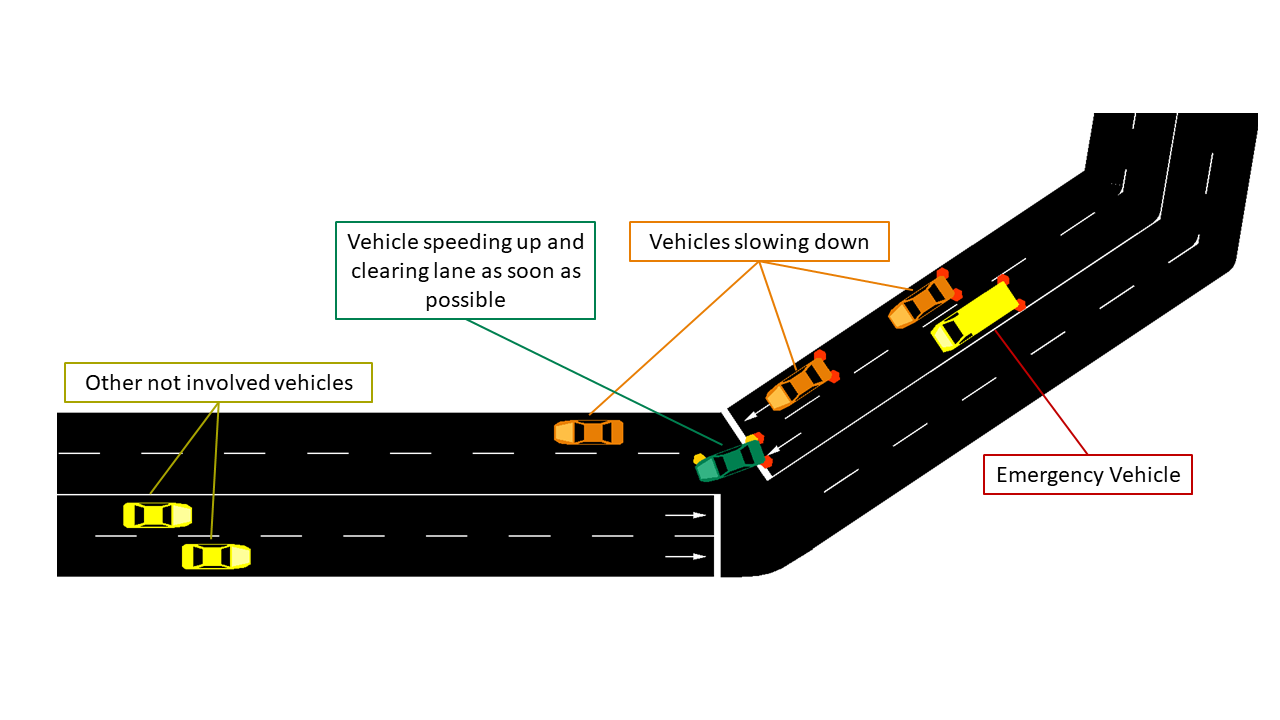 Vehicle speeding up and
clearing lane as soon as
possible
Vehicles slowing down
Other not involved vehicles
Emergency Vehicle